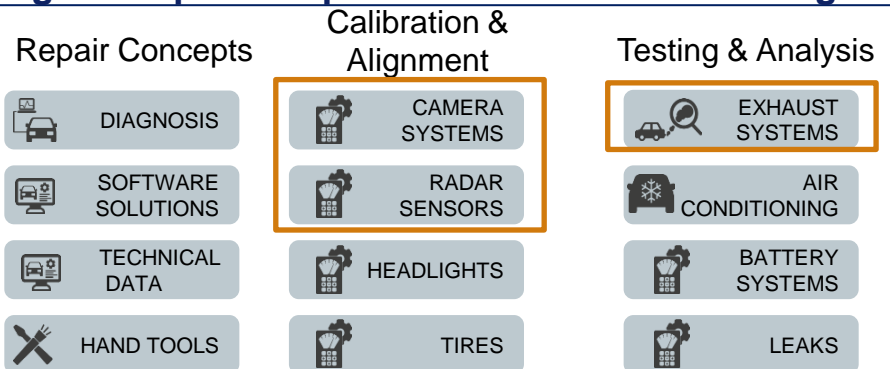 Repair Concepts
DIAGNOSIS
SOFTWARE
SOLUTIONS
TECHNICAL
DATA
HAND TOOLS
Calibration &
Alignment
CAMERA
SYSTEMS
RADAR
SENSORS
HEADLIGHTS
TIRES
Testing & Analysis
EXHAUST
SYSTEMS
AIR
CONDITIONING
BATTERY
SYSTEMS
LEAKS